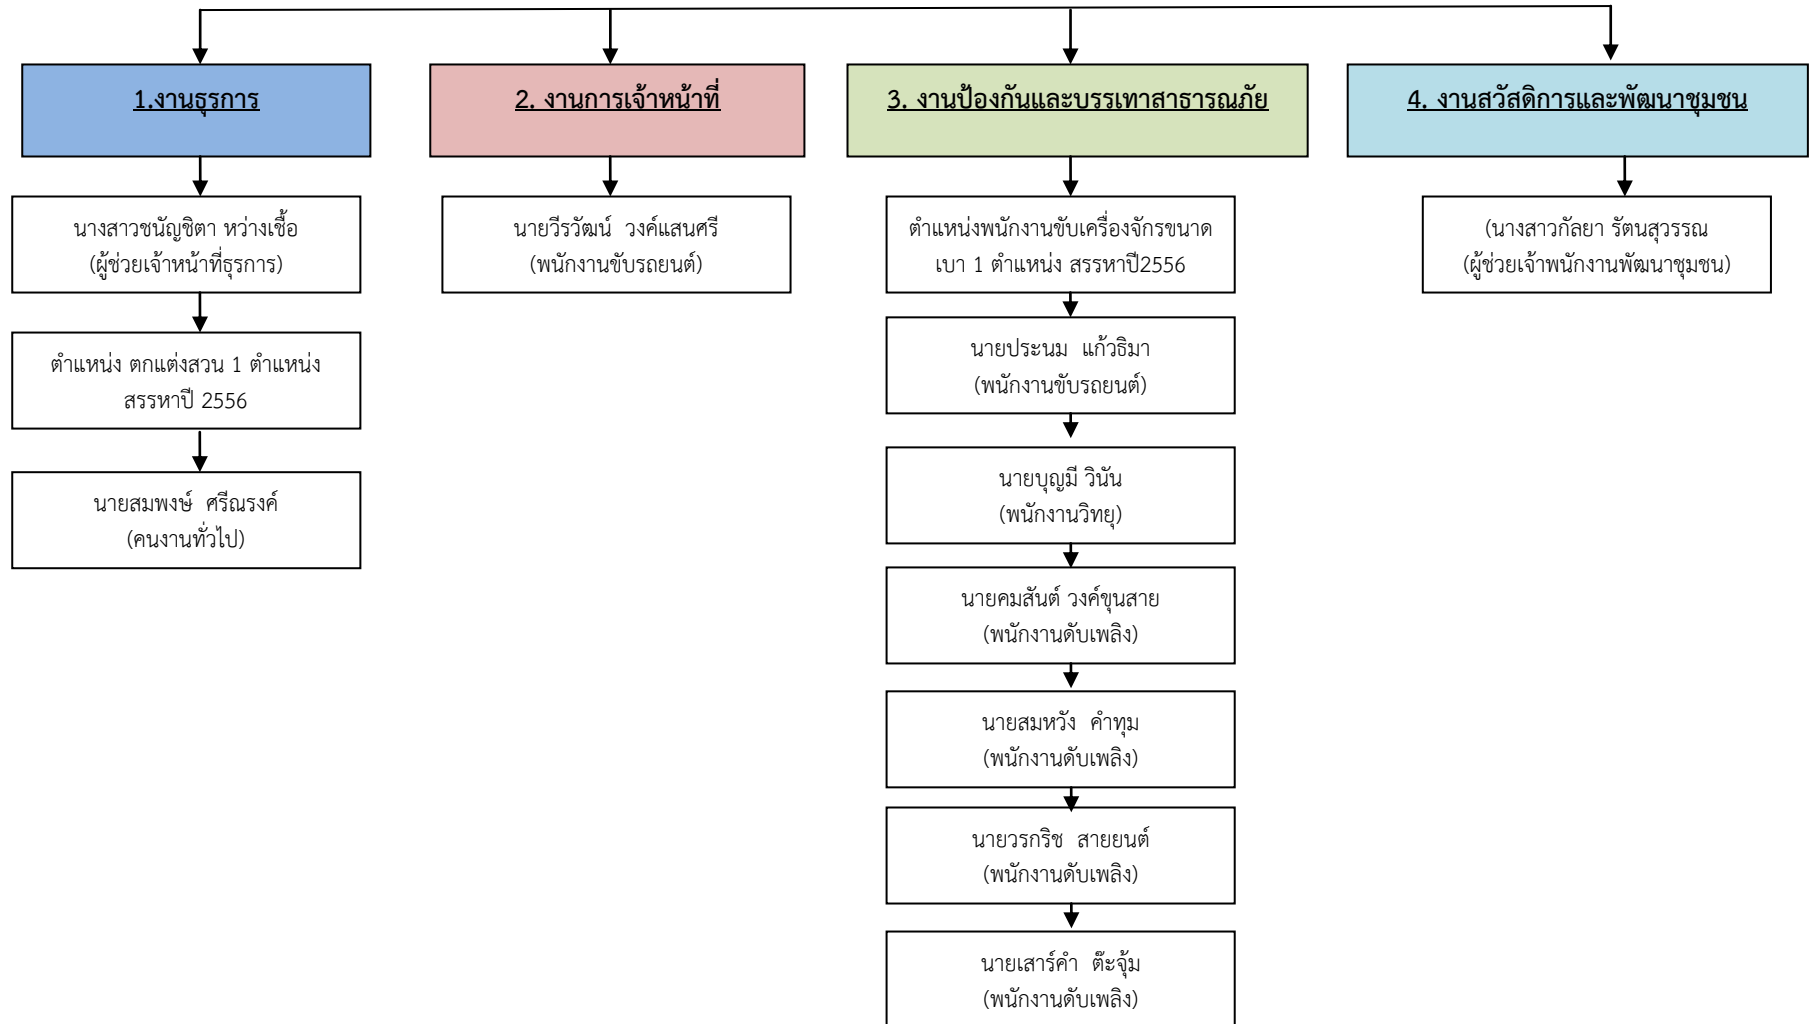 1.งานธุรการ
นางสาวชนัญชิตา หว่างเชื้อ
(ผู้ช่วยเจ้าหน้าที่ธุรการ)
ตำแหน่ง ตกแต่งสวน 1 ตำแหน่ง
สรรหาปี 2556
นายสมพงษ์ ศรีณรงค์
(คนงานทั่วไป)
2. งานการเจ้าหน้าที่
นายวีรวัฒน์ วงค์แสนศรี
(พนักงานขับรถยนต์)
3. งานป้องกันและบรรเทาสาธารณภัย
ตำแหน่งพนักงานขับเครื่องจักรขนาด
เบา 1 ตำแหน่ง สรรหาปี2556
นายประนม แก้วธิมา
(พนักงานขับรถยนต์)
นายบุญมี วินัน
(พนักงานวิทยุ)
นายคมสันต์ วงค์ขุนสาย
(พนักงานดับเพลิง)
นายสมหวัง คำทุม
(พนักงานดับเพลิง)
นายวรกริช สายยนต์
(พนักงานดับเพลิง)
นายเสาร์คำ ต๊ะจุ้ม
(พนักงานดับเพลิง)
4. งานสวัสดิการและพัฒนาชุมชน
(นางสาวกัลยา รัตนสุวรรณ
(ผู้ช่วยเจ้าพนักงานพัฒนาชุมชน)